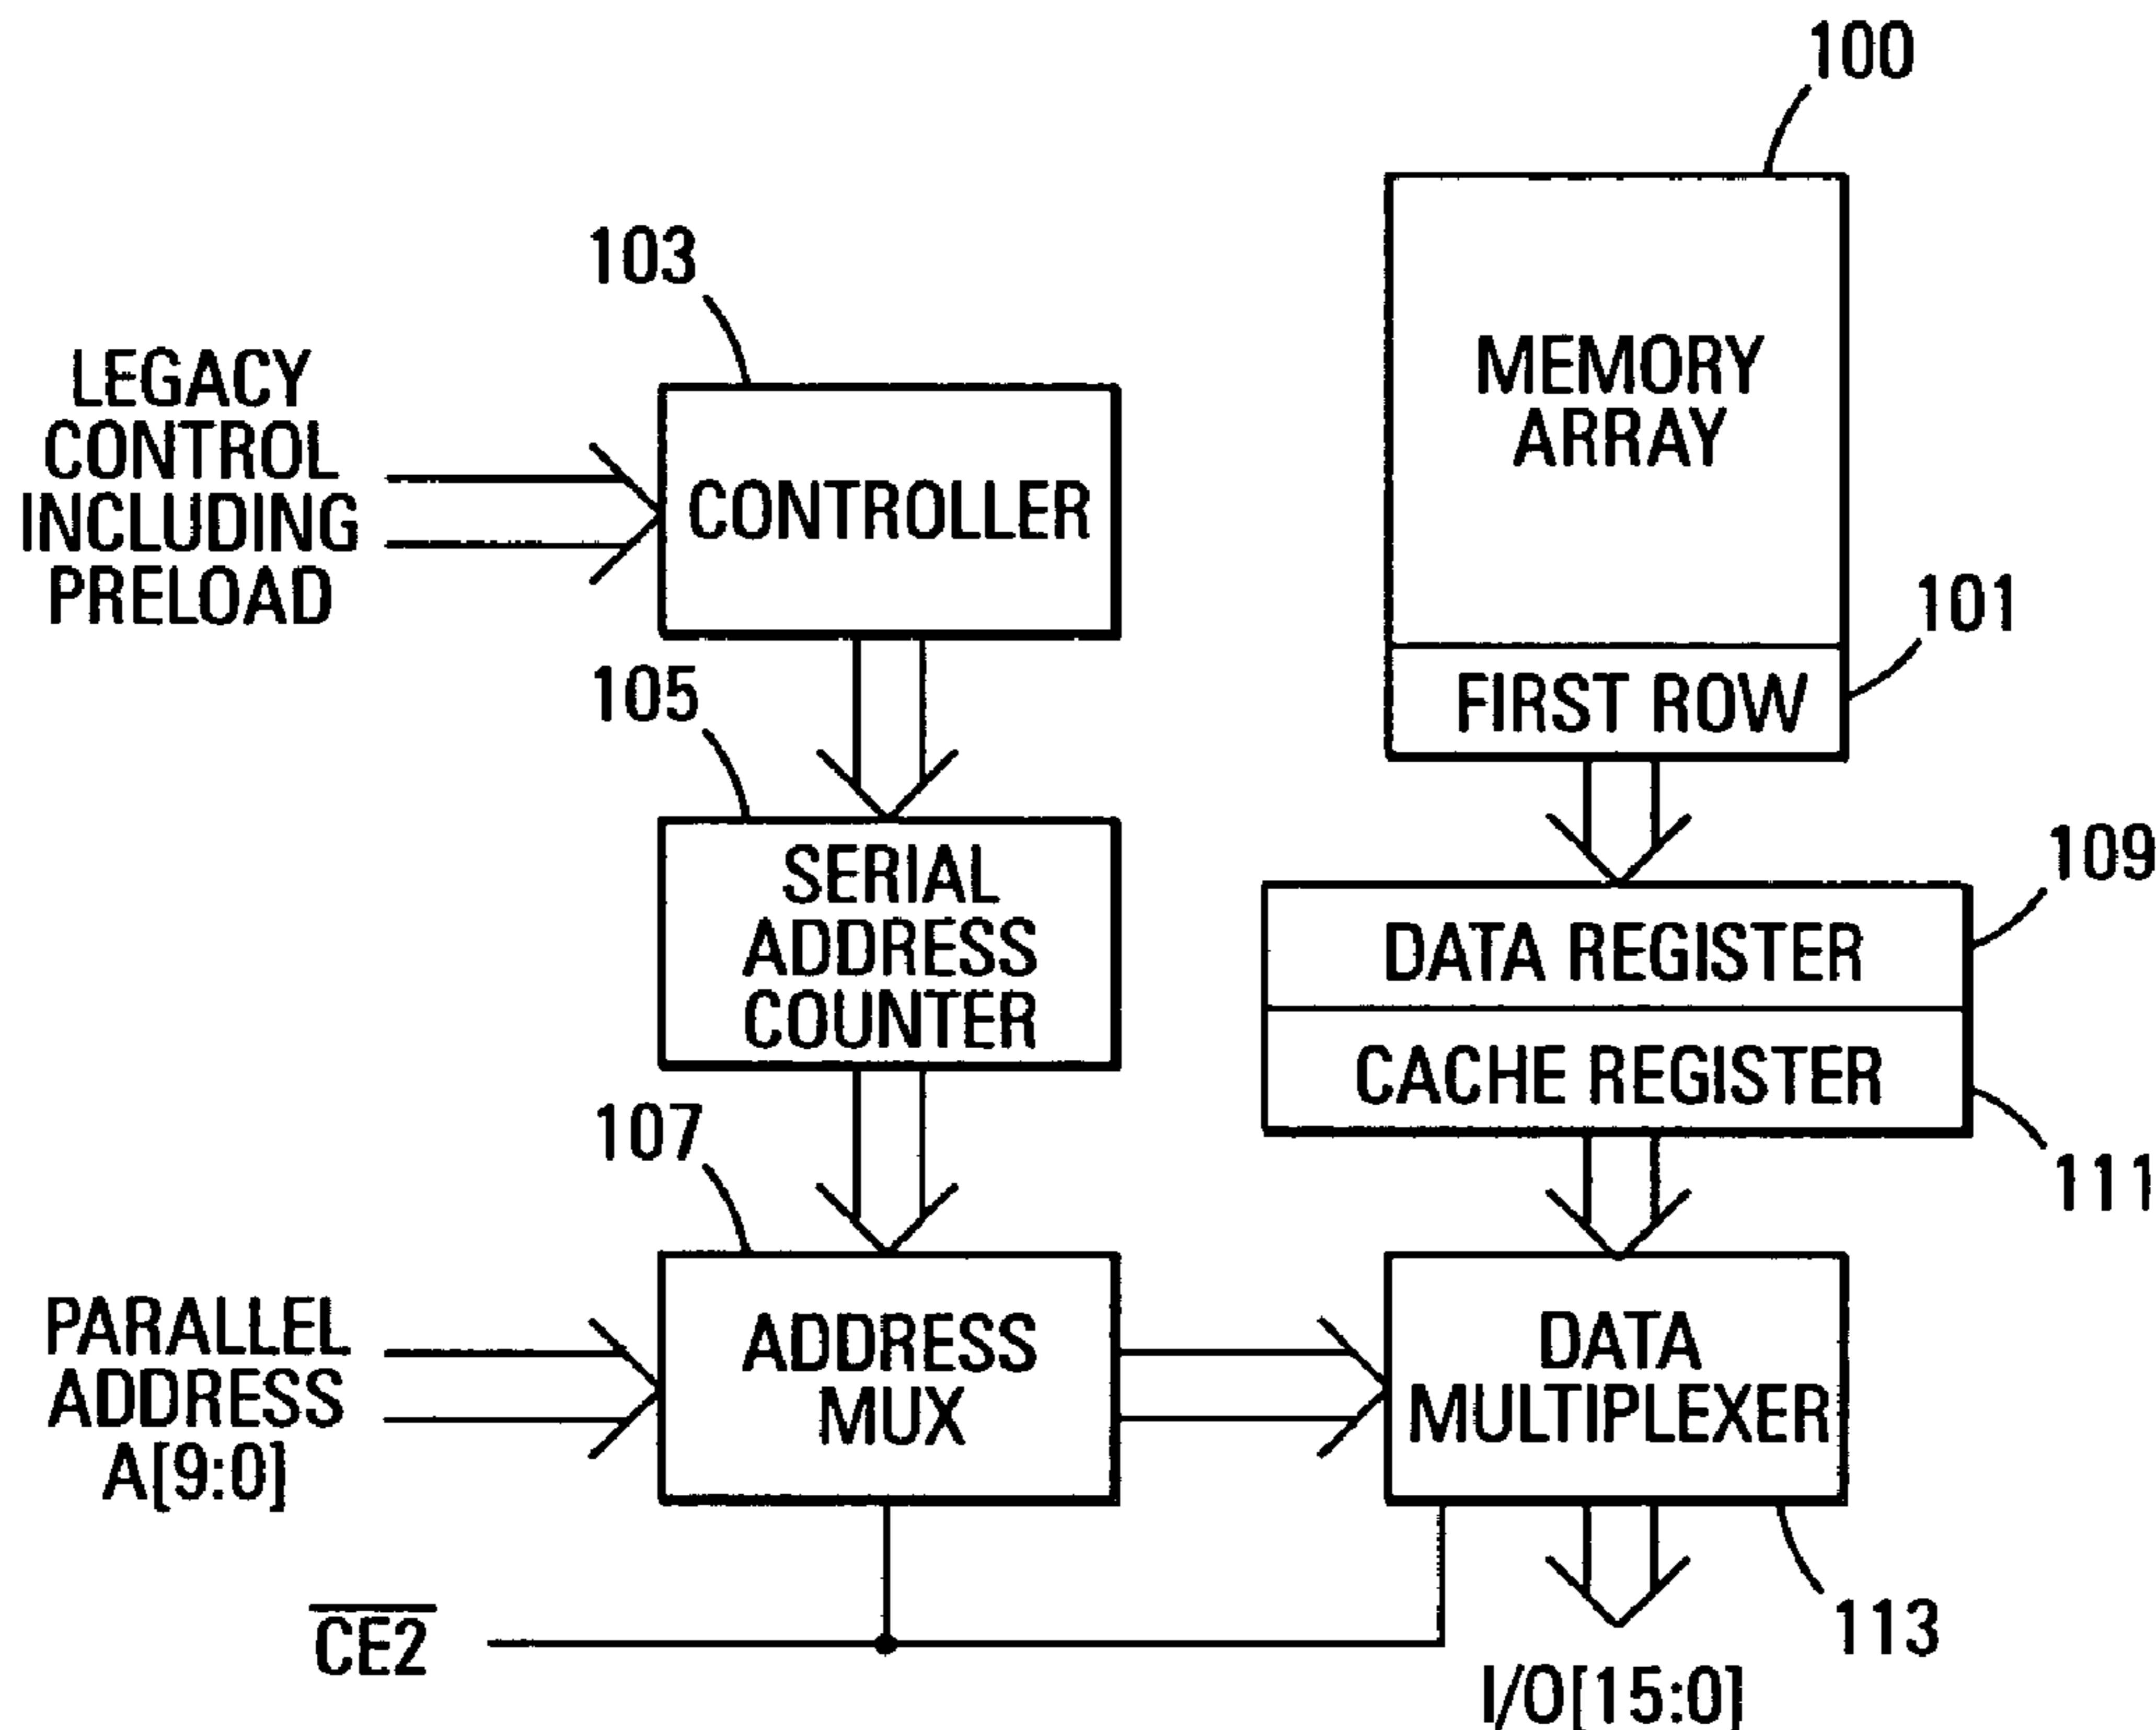 100
103
LEGACY
CONTROL
INCLUDING
PRELOAD
CONTROLLER
MEMORY
ARRAY
101
FIRST ROW
105
SERIAL
ADDRESS
COUNTER
109
DATA REGISTER
CACHE REGISTER
111
107
PARALLEL
ADDRESS
A[9:0]
ADDRESS
MUX
DATA
MULTIPLEXER
113
CE2
I/O[15:0]